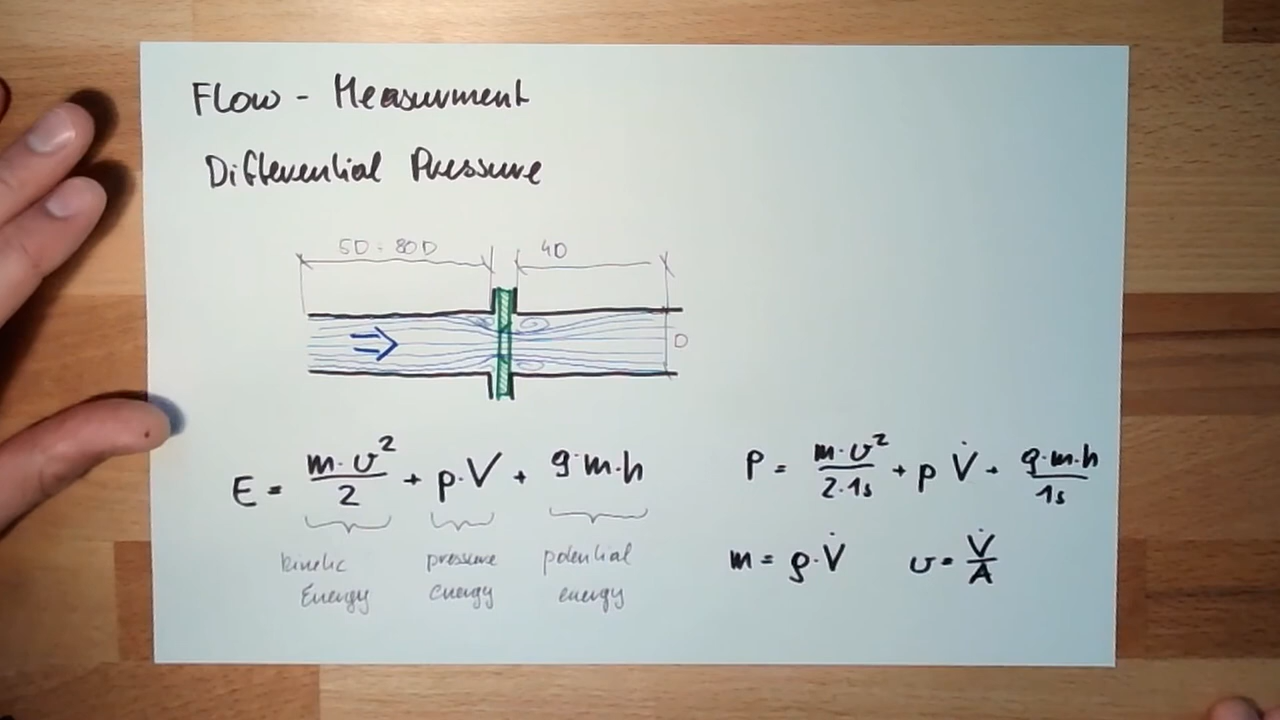 Flow - Measurment
Differential Pressure
5D ÷ 80D
4D
D
E = m·v²/2 + p·V + g·m·h
kinetic Energy
pressure energy
potential energy
P = m·v²/2·1s + p V̇ + g·m·h/1s
m = ρ·V̇
v = V̇/A